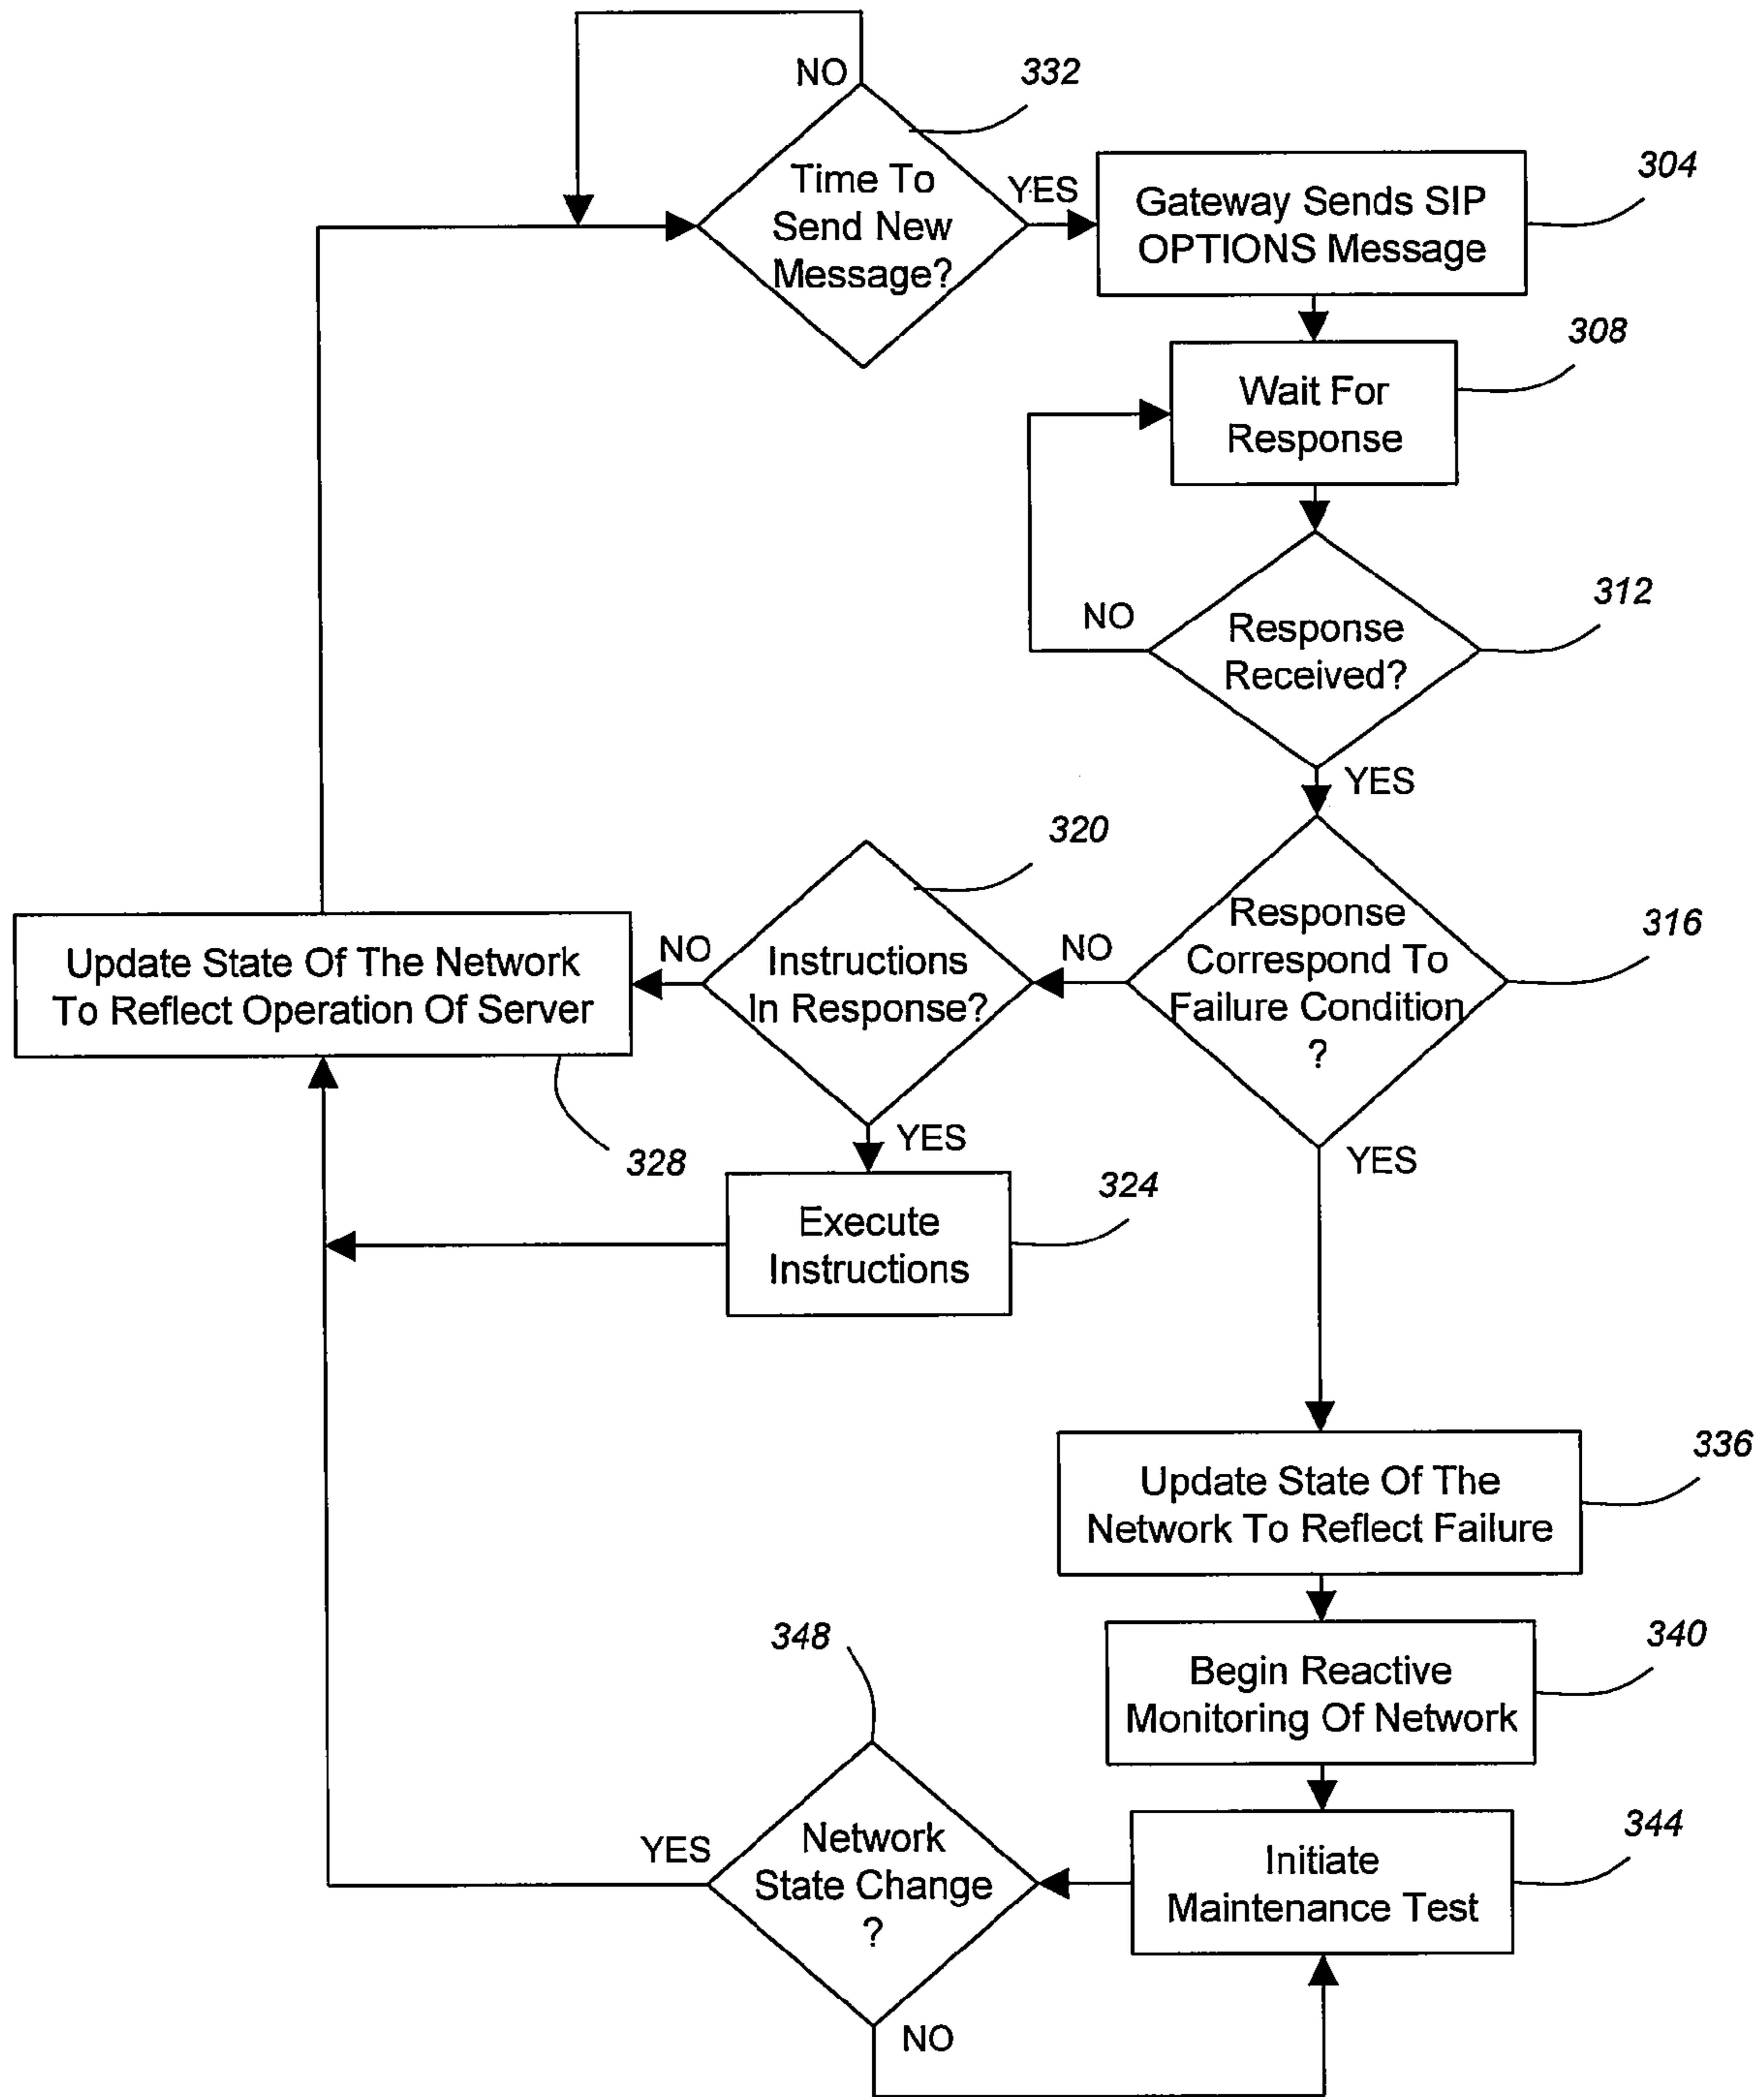 NO
332
Time To
Send New
Message?
YES
304
Gateway Sends SIP
OPTIONS Message
308
Wait For
Response
312
NO
Response
Received?
YES
320
316
Response
Correspond To
Failure Condition
?
NO
Instructions
In Response?
NO
Update State Of The Network
To Reflect Operation Of Server
328
YES
324
Execute
Instructions
YES
336
Update State Of The
Network To Reflect Failure
340
Begin Reactive
Monitoring Of Network
344
Initiate
Maintenance Test
348
Network
State Change
?
YES
NO